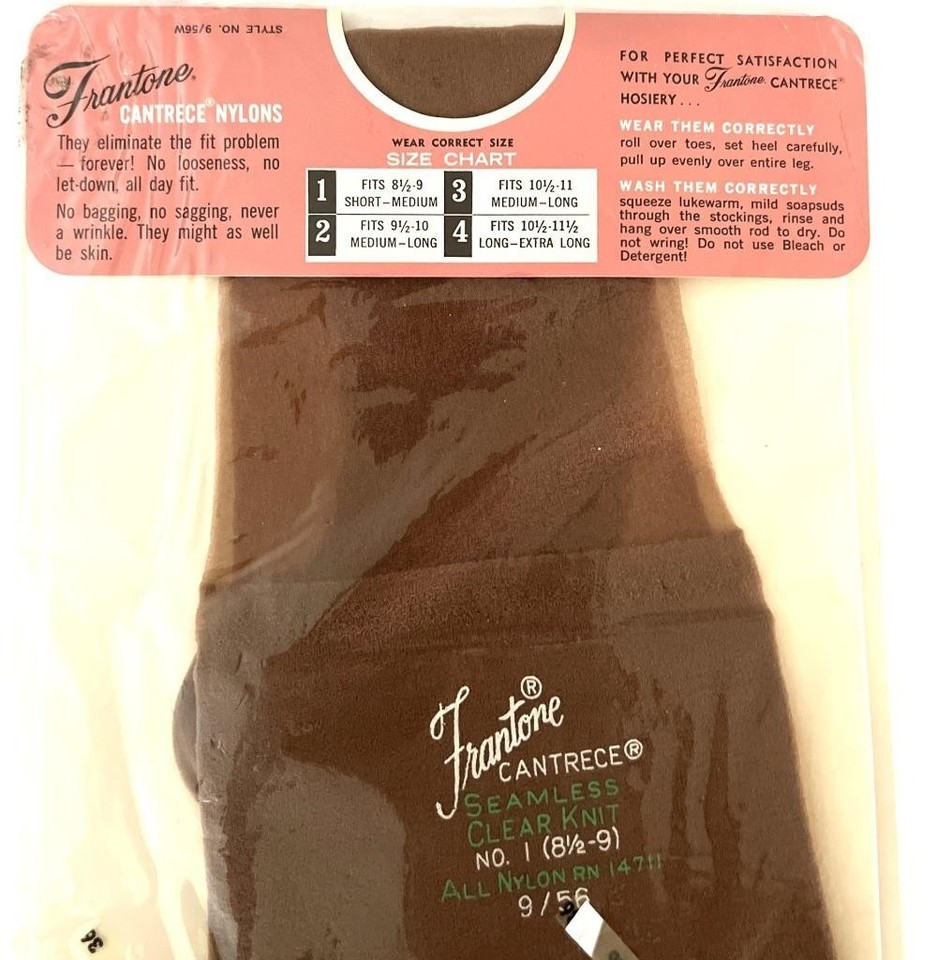 STYLE NO. 9/56W
Frantone®
CANTRECE® NYLONS
They eliminate the fit problem
— forever! No looseness, no
let-down, all day fit.
No bagging, no sagging, never
a wrinkle. They might as well
be skin.
WEAR CORRECT SIZE
SIZE CHART
1 FITS 8½-9 SHORT–MEDIUM
3 FITS 10½-11 MEDIUM–LONG
2 FITS 9½-10 MEDIUM–LONG
4 FITS 10½-11½ LONG–EXTRA LONG
FOR PERFECT SATISFACTION
WITH YOUR Frantone® CANTRECE®
HOSIERY . . .
WEAR THEM CORRECTLY
roll over toes, set heel carefully,
pull up evenly over entire leg.
WASH THEM CORRECTLY
squeeze lukewarm, mild soapsuds
through the stockings, rinse and
hang over smooth rod to dry. Do
not wring! Do not use Bleach or
Detergent!
Frantone®
CANTRECE®
SEAMLESS
CLEAR KNIT
NO. 1 (8½-9)
ALL NYLON RN 14711
9/56
36